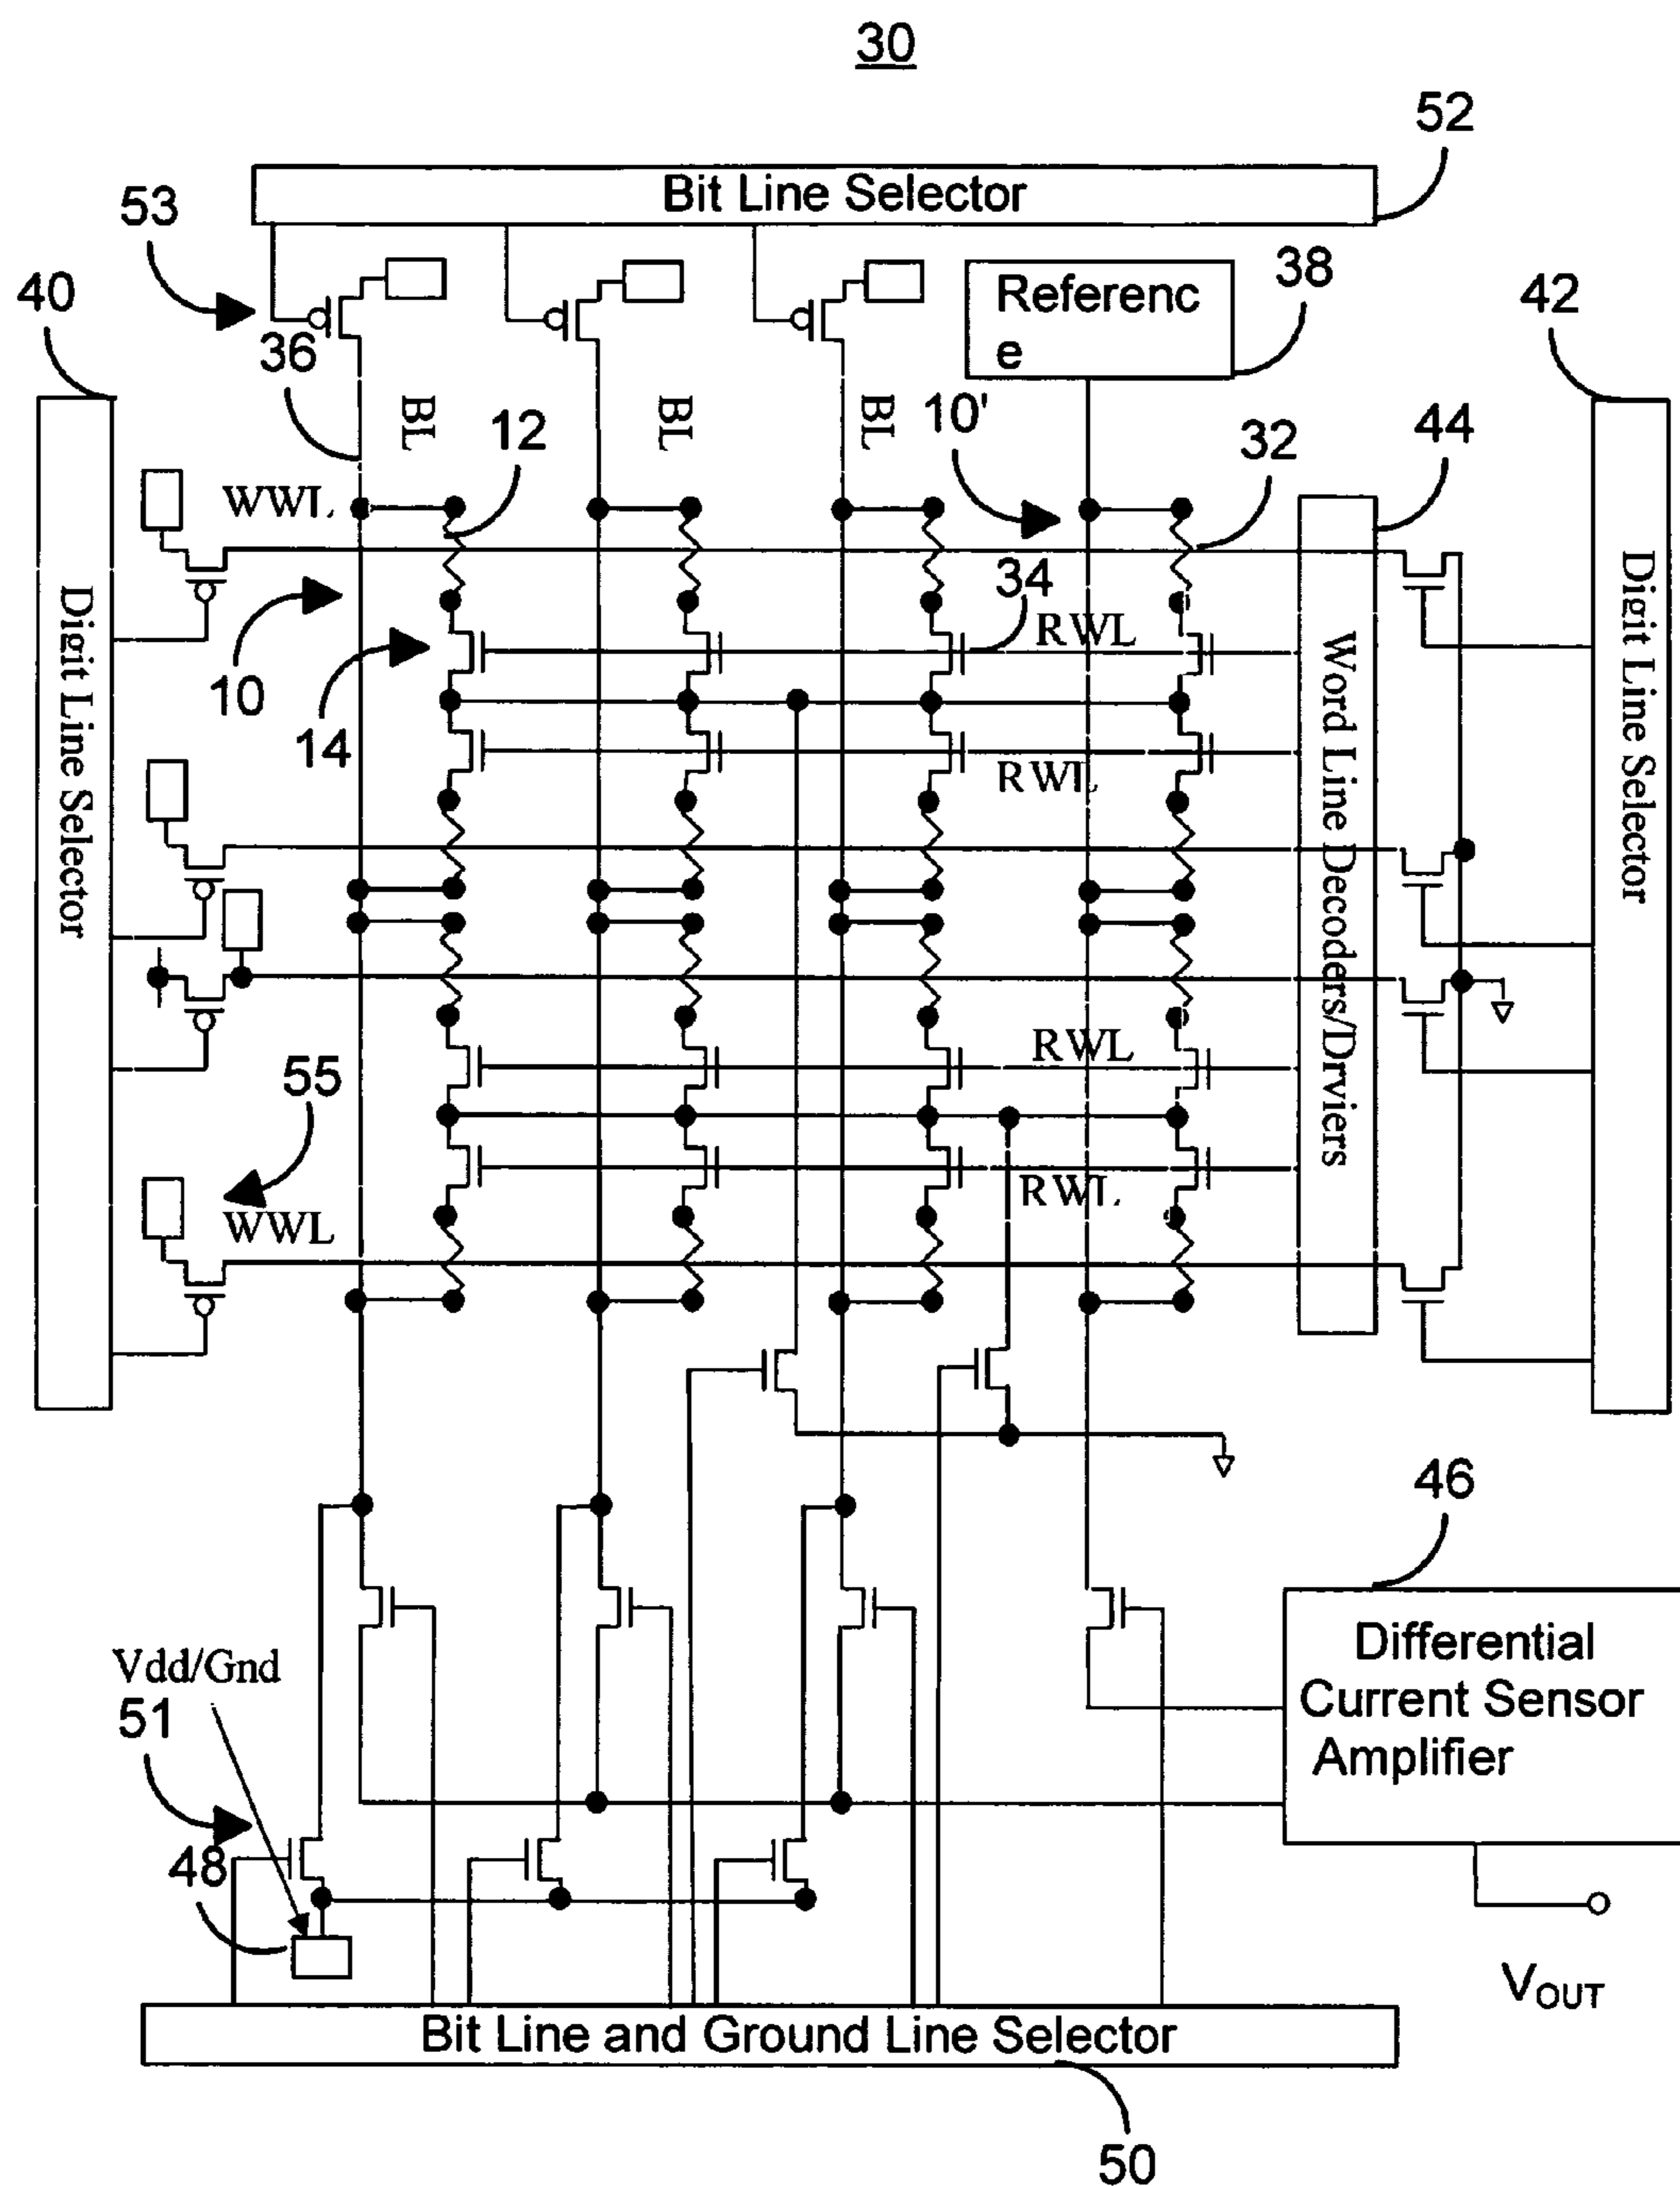 30
52
Bit Line Selector
53
38
40
Referenc
e
42
36
BL
BL
BL
10'
12
32
44
WWL
34
RWL
Digit Line Selector
Digit Line Selector
Word Line Decoders/Drviers
10
14
RWL
RWL
55
RWL
WWL
46
Differential
Current Sensor
Amplifier
Vdd/Gnd
51
48
VOUT
Bit Line and Ground Line Selector
50